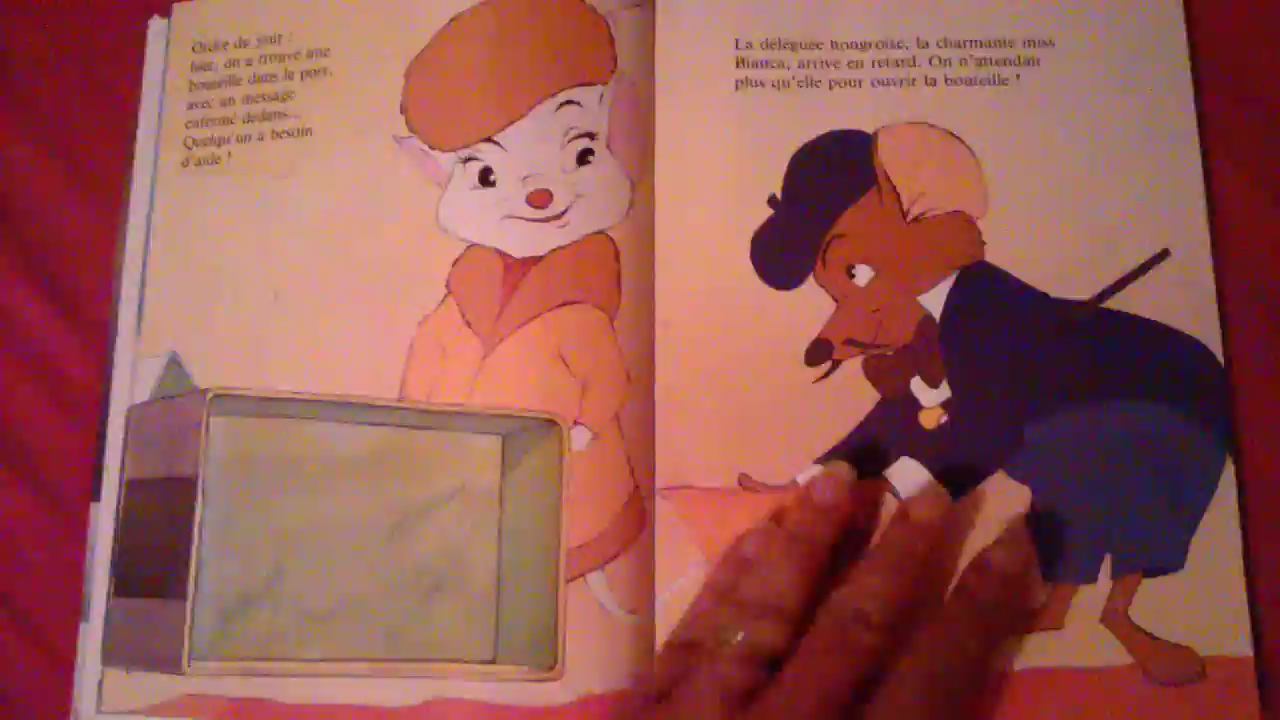 Ordre du jour :
hier, on a trouvé une
bouteille dans le port,
avec un message
enfermé dedans...
Quelqu'un a besoin
d'aide !
La déléguée hongroise, la charmante miss
Bianca, arrive en retard. On n'attendait
plus qu'elle pour ouvrir la bouteille !